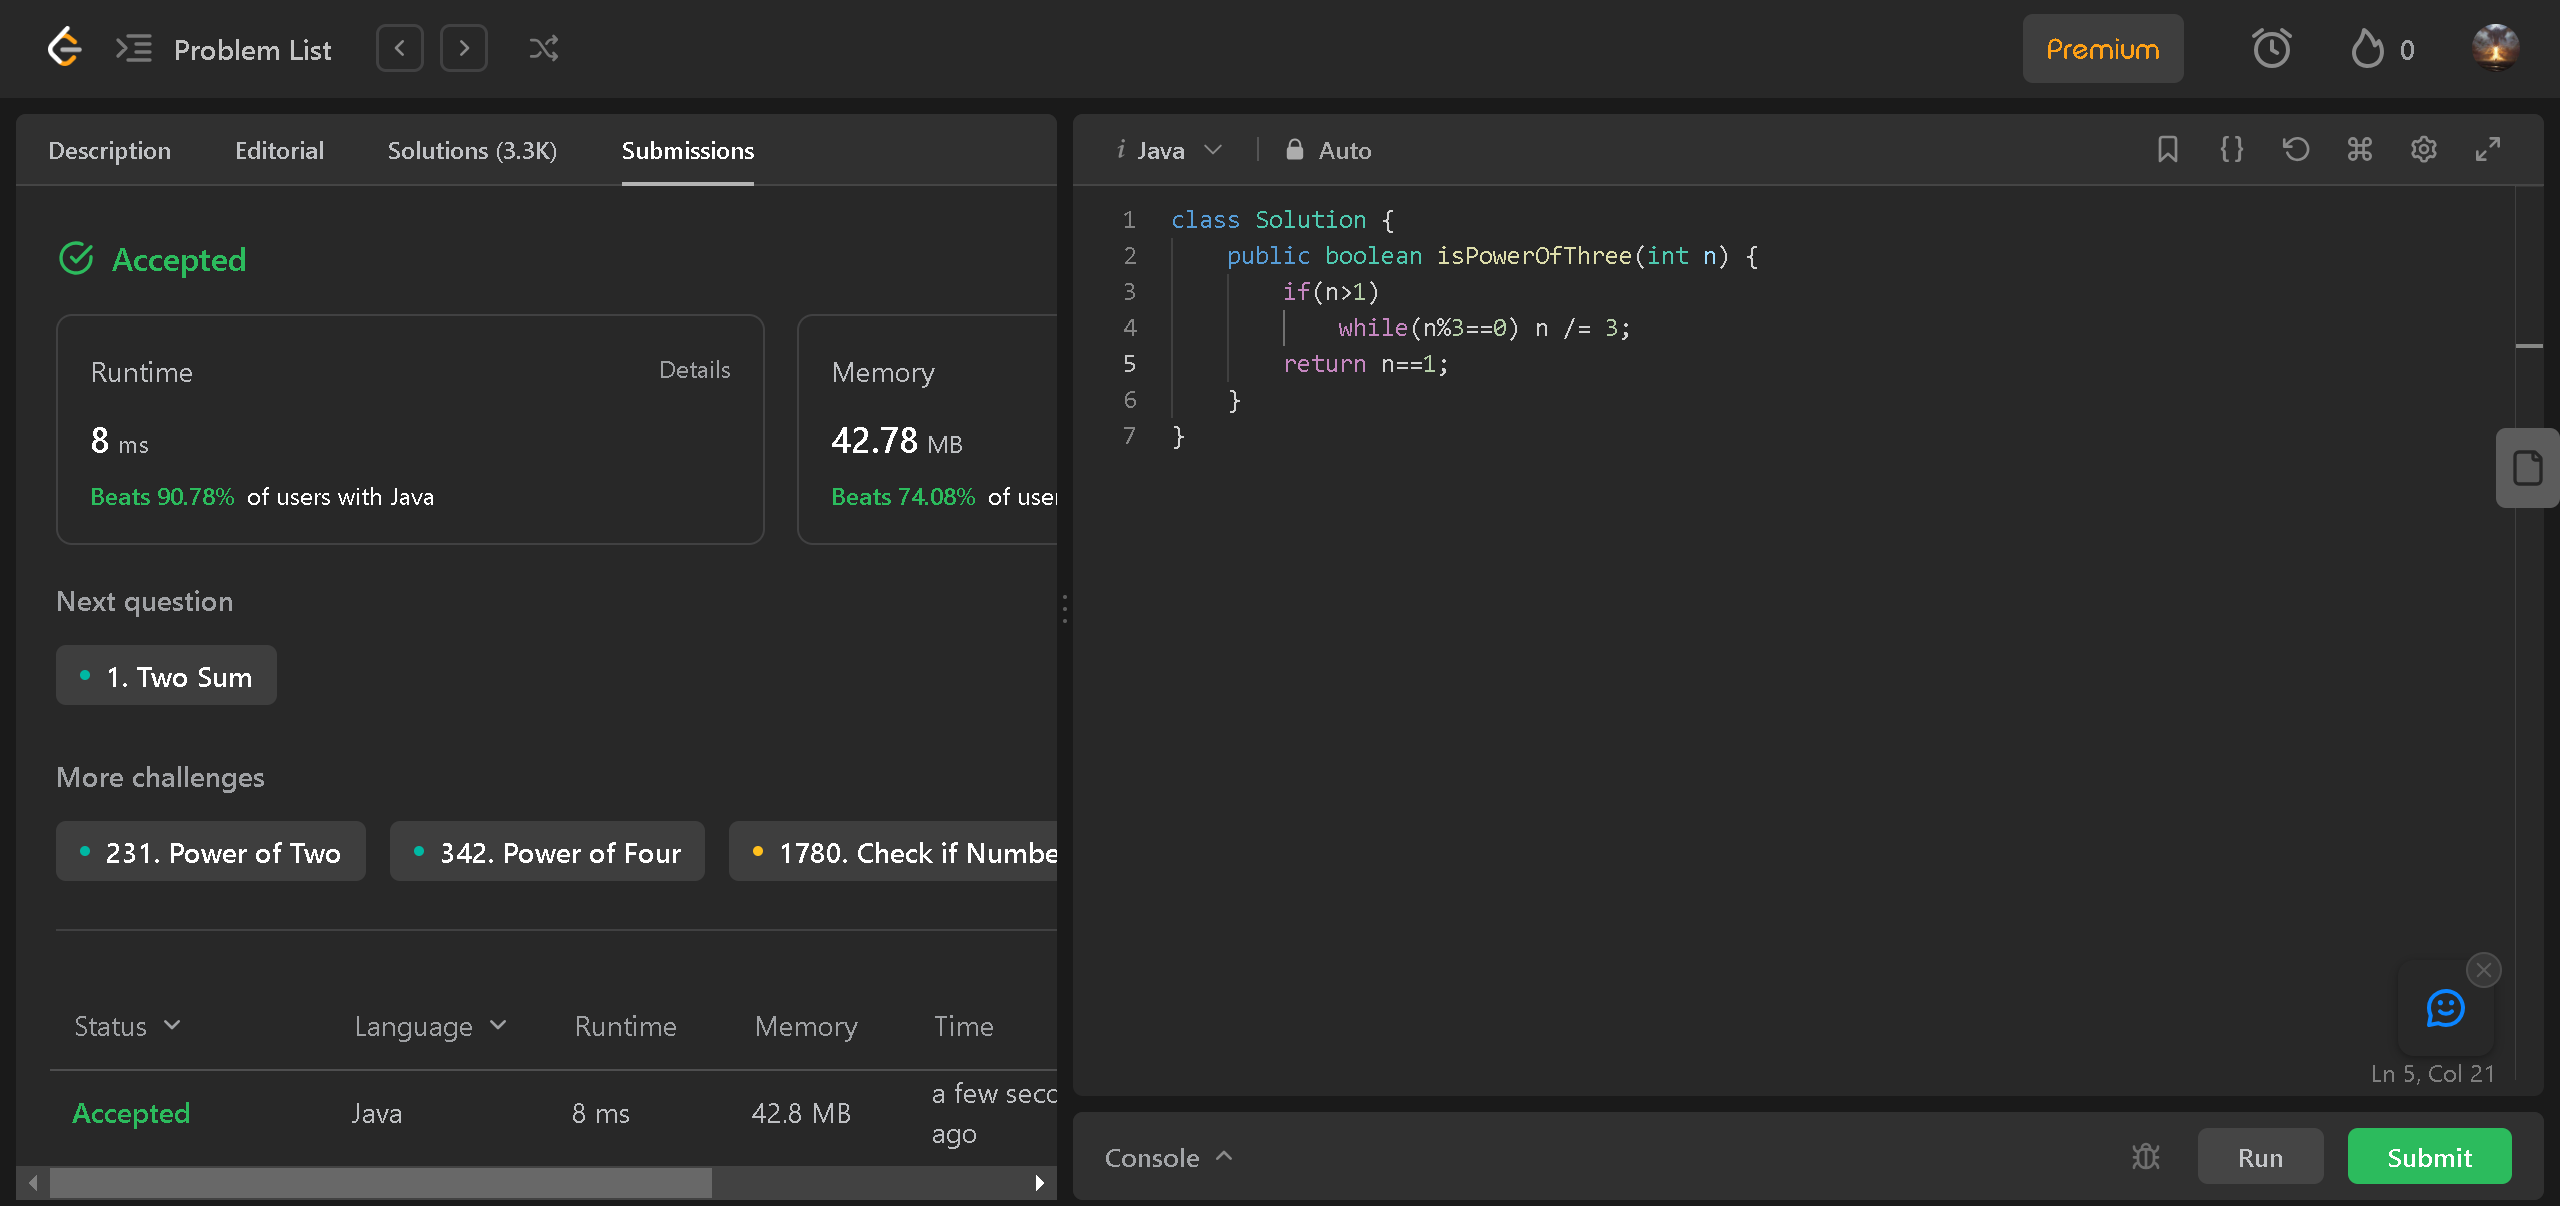 Problem List
Premium
0
Description Editorial Solutions (3.3K) Submissions
Accepted
Runtime Details
8 ms
Beats 90.78% of users with Java
Memory
42.78 MB
Beats 74.08% of user
Next question
1. Two Sum
More challenges
231. Power of Two
342. Power of Four
1780. Check if Numbe
Status Language Runtime Memory Time
Accepted Java 8 ms 42.8 MB a few seco
ago
i Java Auto
1 class Solution {
2 public boolean isPowerOfThree(int n) {
3 if(n>1)
4 while(n%3==0) n /= 3;
5 return n==1;
6 }
7 }
Ln 5, Col 21
Console Run Submit